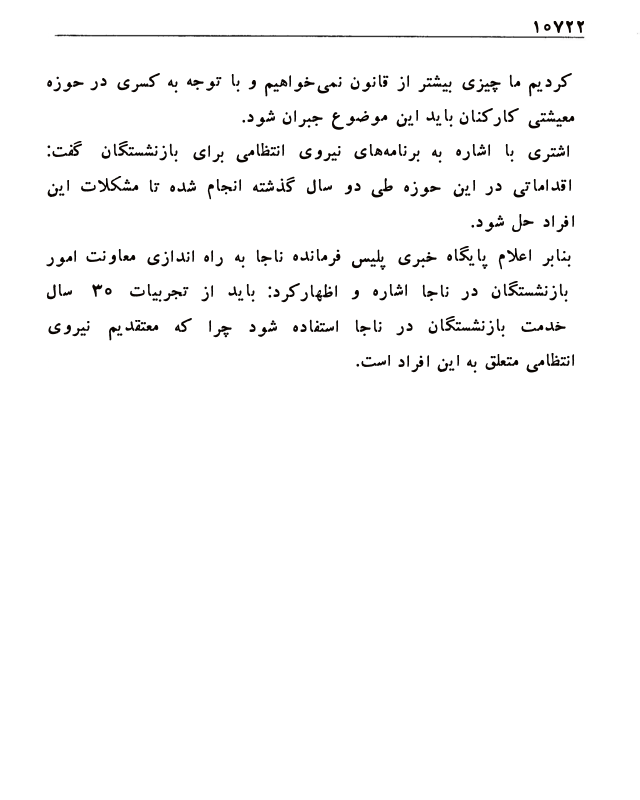 ۱۰۷۲۲
کردیم ما چیزی بیشتر از قانون نمی‌خواهیم و با توجه به کسری در حوزه
معیشتی کارکنان باید این موضوع جبران شود.
اشتری با اشاره به برنامه‌های نیروی انتظامی برای بازنشستگان گفت:
اقداماتی در این حوزه طی دو سال گذشته انجام شده تا مشکلات این
افراد حل شود.
بنابر اعلام پایگاه خبری پلیس فرمانده ناجا به راه اندازی معاونت امور
بازنشستگان در ناجا اشاره و اظهارکرد: باید از تجربیات ۳۰ سال
خدمت بازنشستگان در ناجا استفاده شود چرا که معتقدیم نیروی
انتظامی متعلق به این افراد است.